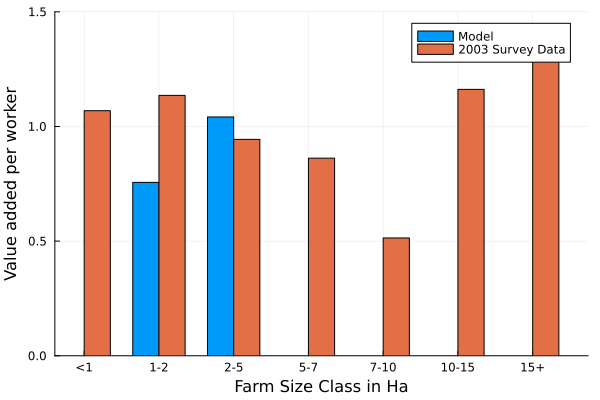 1.5
1.0
0.5
0.0
Value added per worker
Model
2003 Survey Data
<1 1-2 2-5 5-7 7-10 10-15 15+
Farm Size Class in Ha